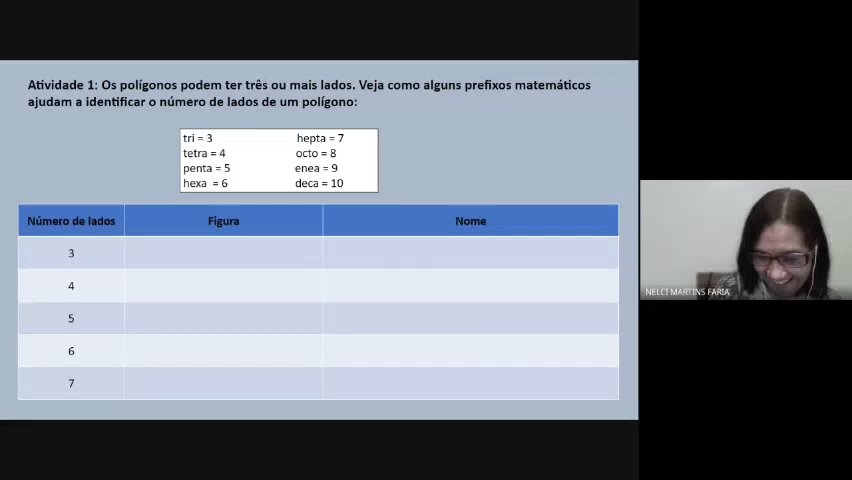 Atividade 1: Os polígonos podem ter três ou mais lados. Veja como alguns prefixos matemáticos
ajudam a identificar o número de lados de um polígono:
tri = 3 hepta = 7
tetra = 4 octo = 8
penta = 5 enea = 9
hexa = 6 deca = 10
Número de lados Figura Nome
3
4
5
6
7
NELCI MARTINS FARIA